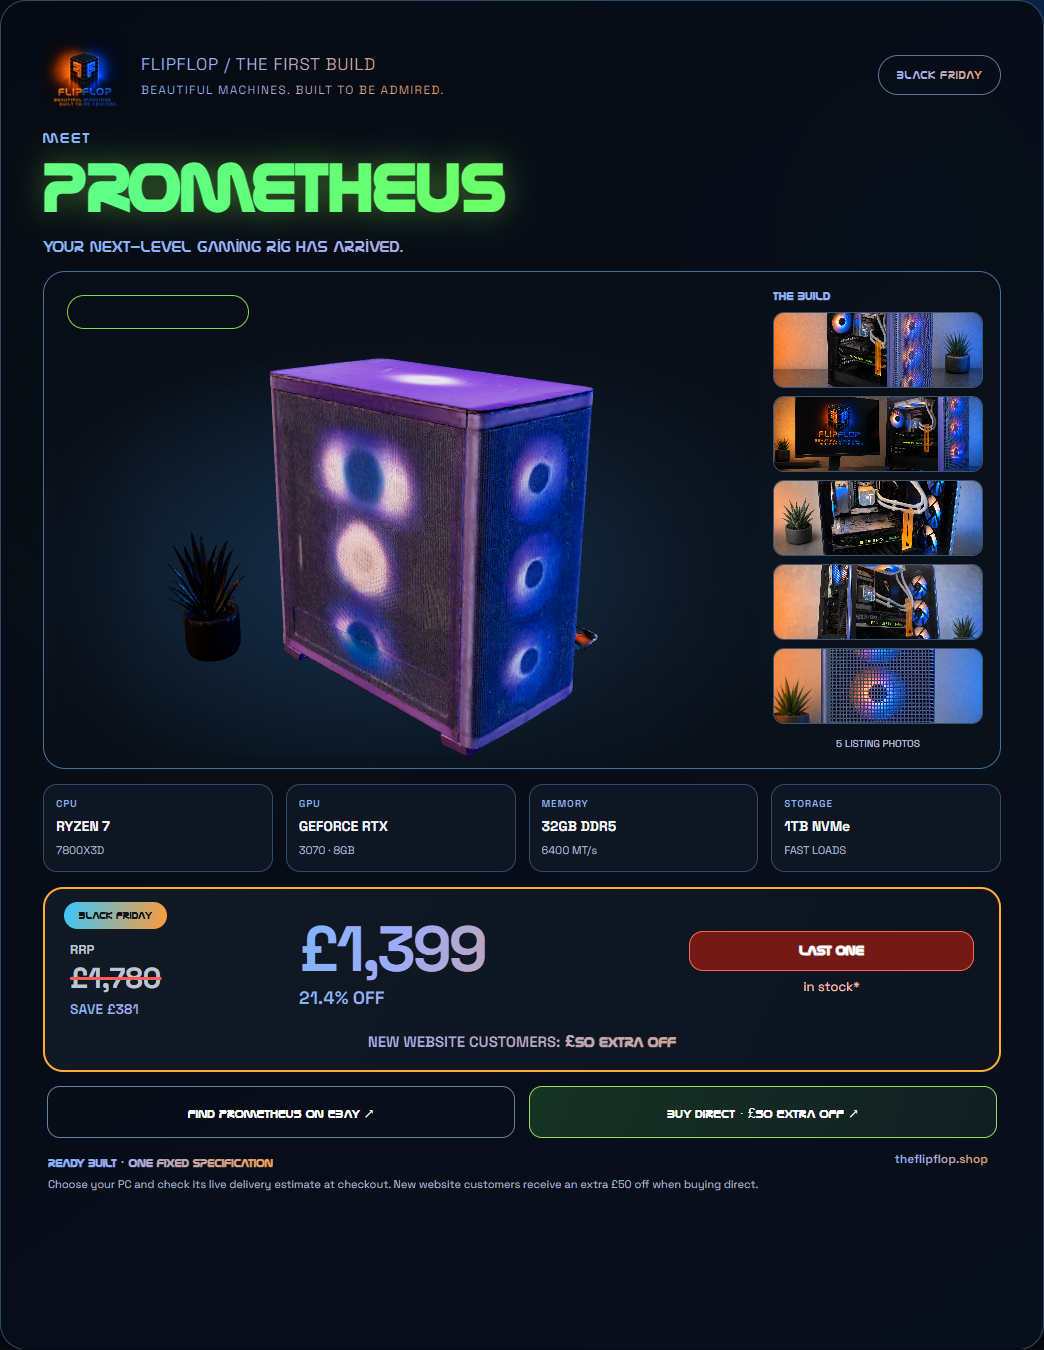 FLIPFLOP / THE FIRST BUILD
BEAUTIFUL MACHINES. BUILT TO BE ADMIRED.
FLIPFLOP
BLACK FRIDAY
MEET
PROMETHEUS
YOUR NEXT-LEVEL GAMING RIG HAS ARRIVED.
THE BUILD
FLIPFLOP
5 LISTING PHOTOS
CPU
RYZEN 7
7800X3D
GPU
GEFORCE RTX
3070 · 8GB
MEMORY
32GB DDR5
6400 MT/s
STORAGE
1TB NVMe
FAST LOADS
BLACK FRIDAY
RRP
£1,780
SAVE £381
£1,399
21.4% OFF
LAST ONE
in stock*
NEW WEBSITE CUSTOMERS: £50 EXTRA OFF
FIND PROMETHEUS ON EBAY ↗
BUY DIRECT · £50 EXTRA OFF ↗
READY BUILT · ONE FIXED SPECIFICATION
theflipflop.shop
Choose your PC and check its live delivery estimate at checkout. New website customers receive an extra £50 off when buying direct.